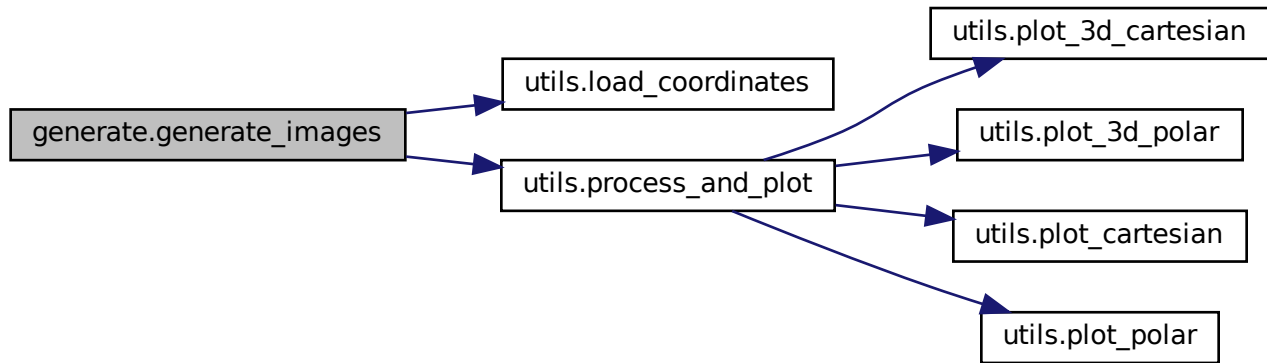 generate.generate_images
utils.load_coordinates
utils.process_and_plot
utils.plot_3d_cartesian
utils.plot_3d_polar
utils.plot_cartesian
utils.plot_polar